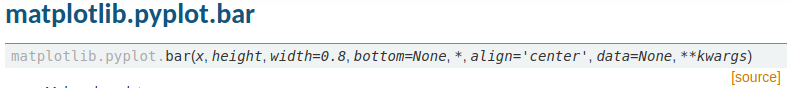 matplotlib.pyplot.bar
matplotlib.pyplot.bar(x, height, width=0.8, bottom=None, *, align='center', data=None, **kwargs)
[source]